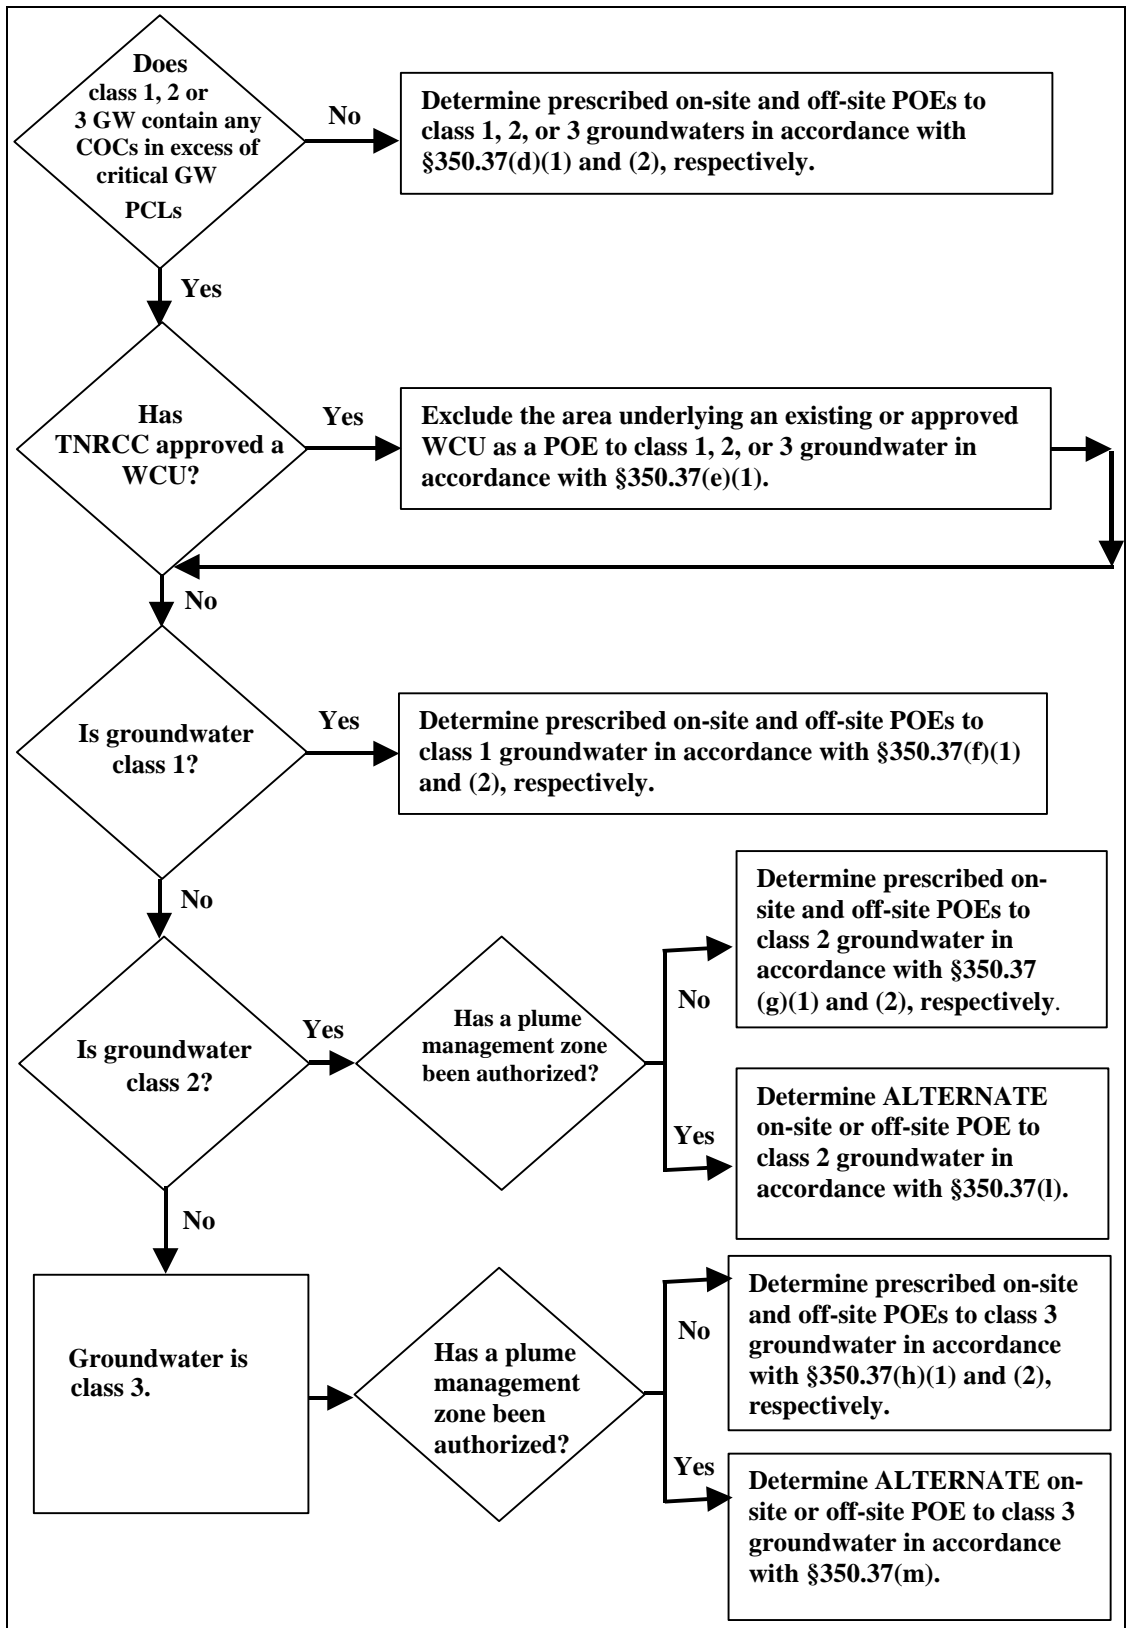 Does
class 1, 2 or
3 GW contain any
COCs in excess of
critical GW
PCLs
No
Determine prescribed on-site and off-site POEs to
class 1, 2, or 3 groundwaters in accordance with
§350.37(d)(1) and (2), respectively.
Yes
Has
TNRCC approved a
WCU?
Yes
Exclude the area underlying an existing or approved
WCU as a POE to class 1, 2, or 3 groundwater in
accordance with §350.37(e)(1).
No
Is groundwater
class 1?
Yes
Determine prescribed on-site and off-site POEs to
class 1 groundwater in accordance with §350.37(f)(1)
and (2), respectively.
No
Is groundwater
class 2?
Yes
Has a plume
management zone
been authorized?
No
Determine prescribed on-
site and off-site POEs to
class 2 groundwater in
accordance with §350.37
(g)(1) and (2), respectively.
Yes
Determine ALTERNATE
on-site or off-site POE to
class 2 groundwater in
accordance with §350.37(l).
No
Groundwater is
class 3.
Has a plume
management
zone been
authorized?
No
Determine prescribed on-site
and off-site POEs to class 3
groundwater in accordance
with §350.37(h)(1) and (2),
respectively.
Yes
Determine ALTERNATE on-
site or off-site POE to class 3
groundwater in accordance
with §350.37(m).